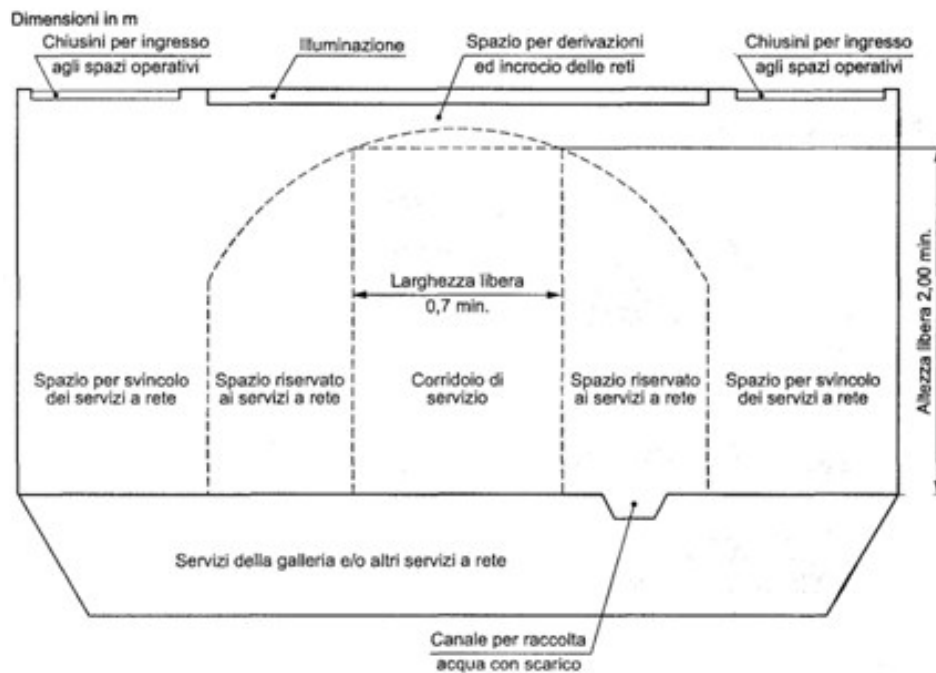 Dimensioni in m
Chiusini per ingresso
agli spazi operativi
Illuminazione
Spazio per derivazioni
ed incrocio delle reti
Chiusini per ingresso
agli spazi operativi
Larghezza libera
0,7 min.
Altezza libera 2,00 min.
Spazio per svincolo
dei servizi a rete
Spazio riservato
ai servizi a rete
Corridoio di
servizio
Spazio riservato
ai servizi a rete
Spazio per svincolo
dei servizi a rete
Servizi della galleria e/o altri servizi a rete
Canale per raccolta
acqua con scarico